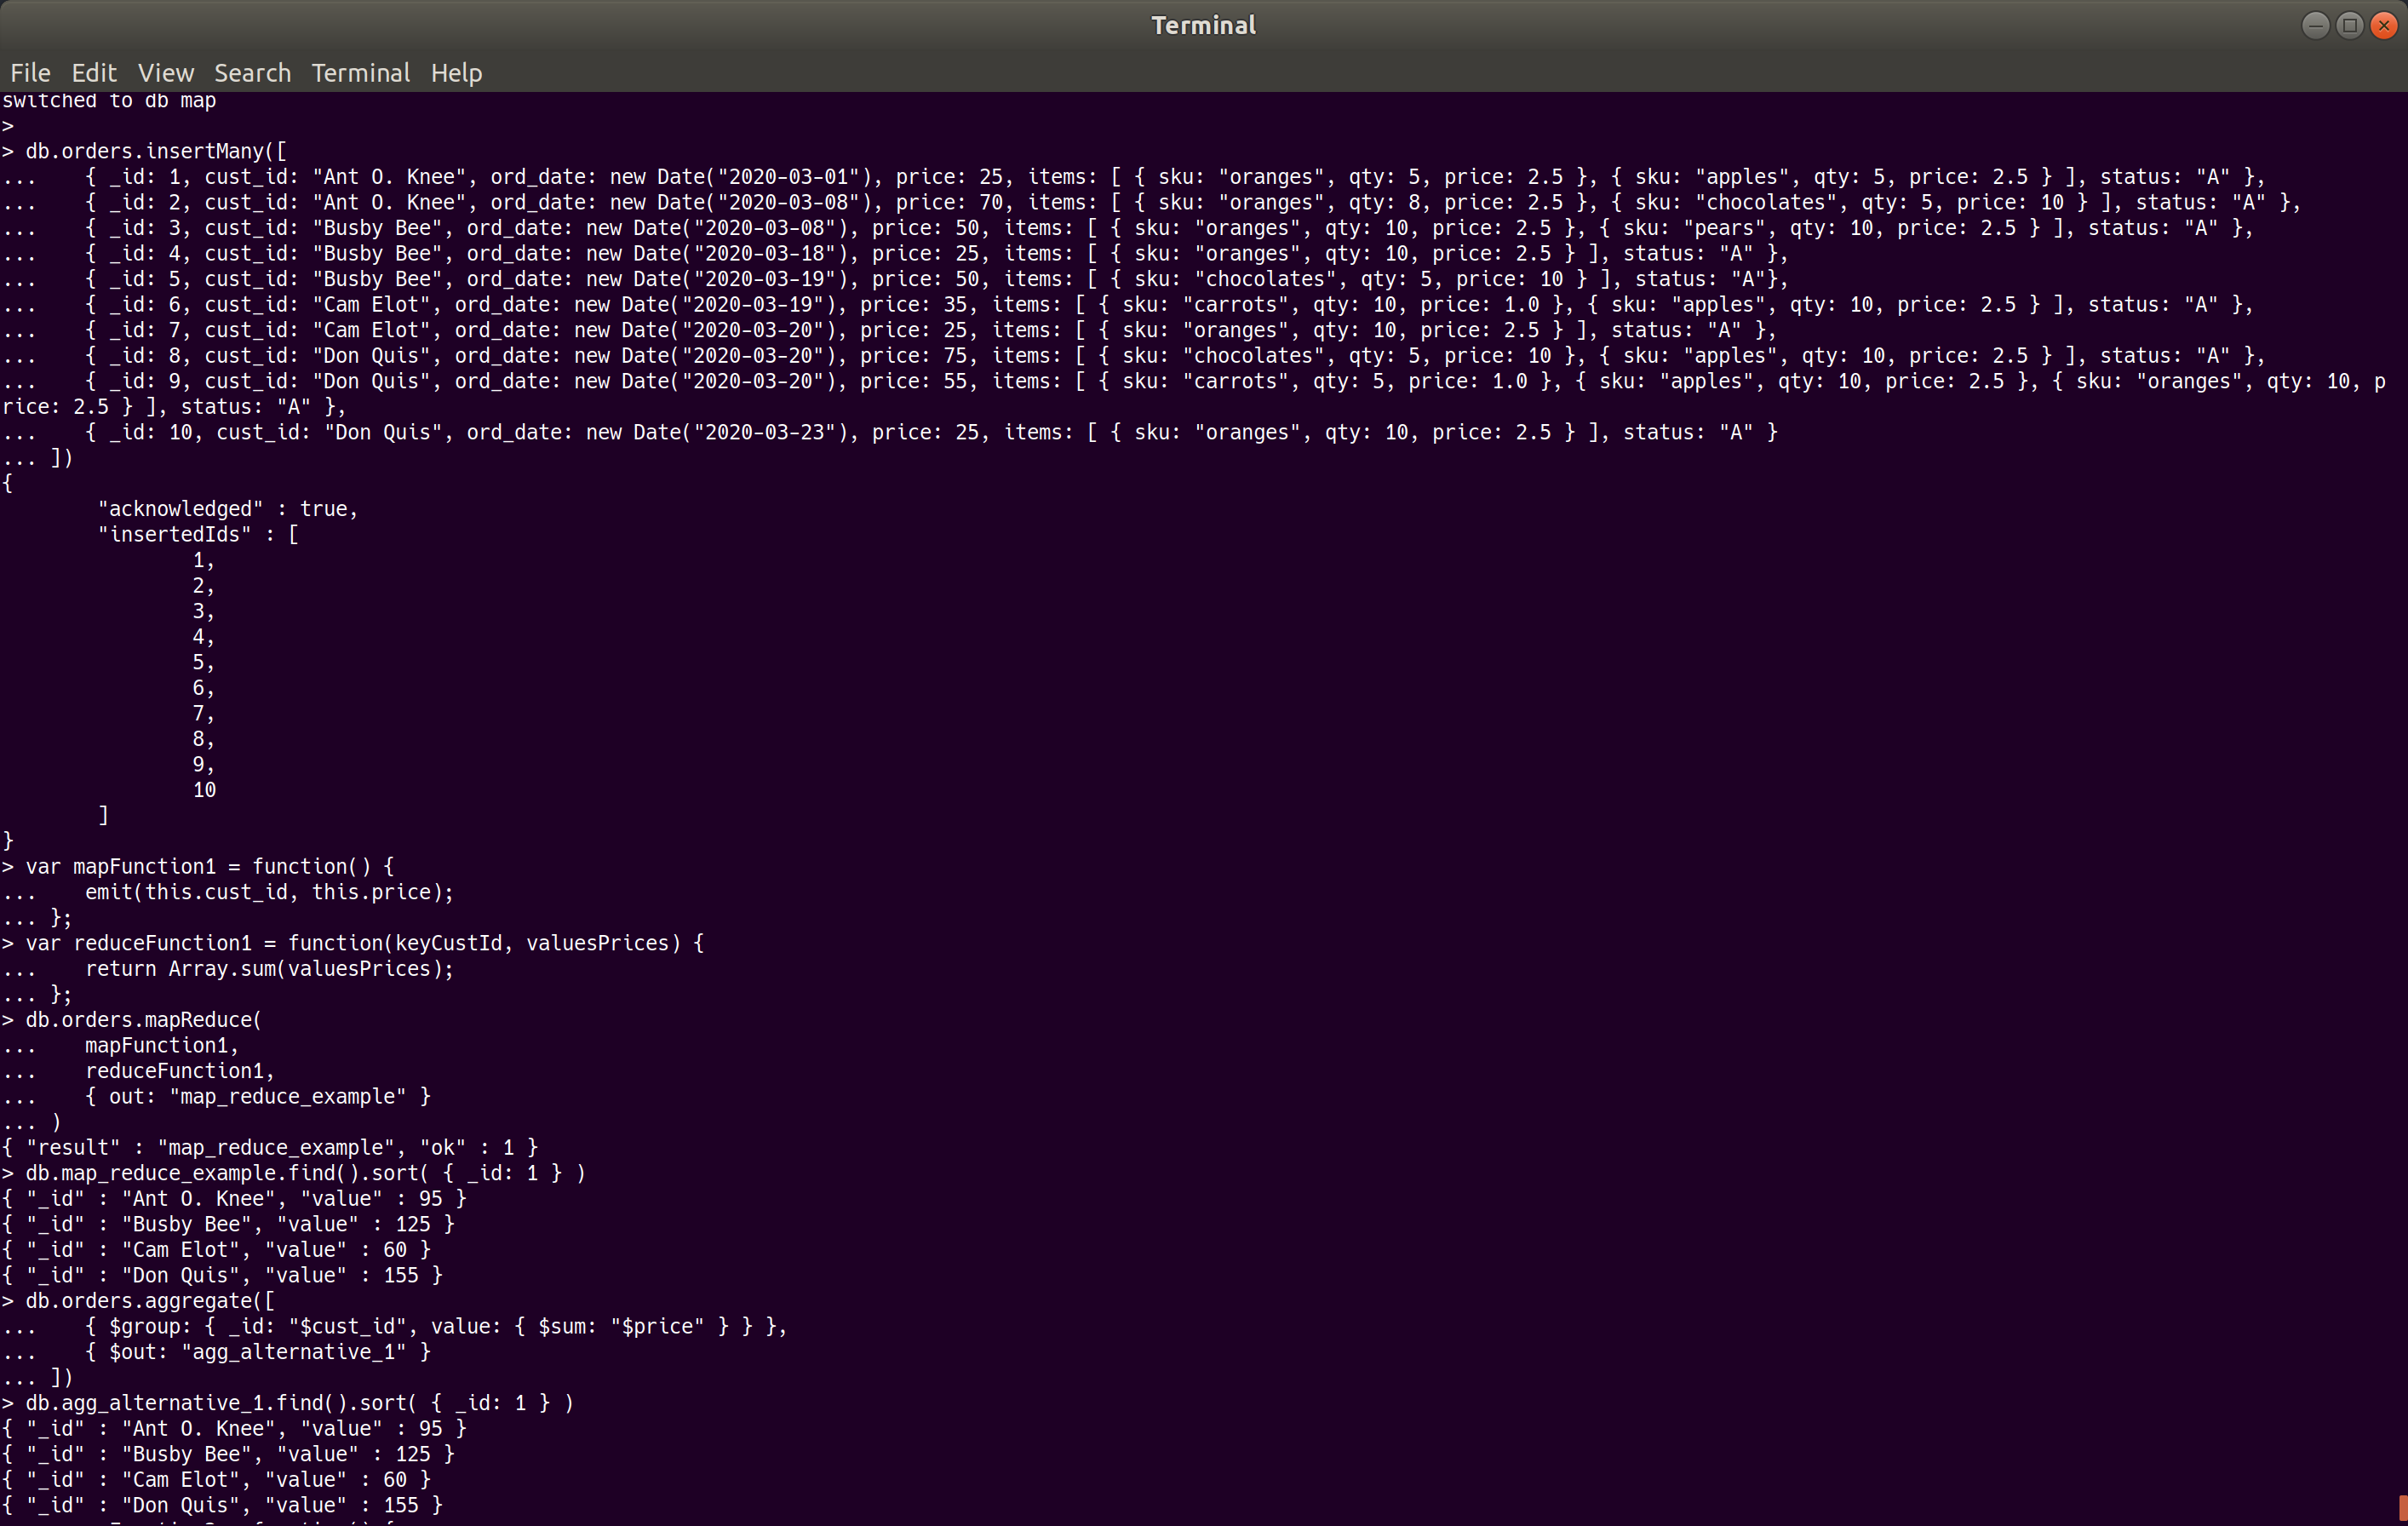 Terminal
File Edit View Search Terminal Help
switched to db map
>
> db.orders.insertMany([
...    { _id: 1, cust_id: "Ant O. Knee", ord_date: new Date("2020-03-01"), price: 25, items: [ { sku: "oranges", qty: 5, price: 2.5 }, { sku: "apples", qty: 5, price: 2.5 } ], status: "A" },
...    { _id: 2, cust_id: "Ant O. Knee", ord_date: new Date("2020-03-08"), price: 70, items: [ { sku: "oranges", qty: 8, price: 2.5 }, { sku: "chocolates", qty: 5, price: 10 } ], status: "A" },
...    { _id: 3, cust_id: "Busby Bee", ord_date: new Date("2020-03-08"), price: 50, items: [ { sku: "oranges", qty: 10, price: 2.5 }, { sku: "pears", qty: 10, price: 2.5 } ], status: "A" },
...    { _id: 4, cust_id: "Busby Bee", ord_date: new Date("2020-03-18"), price: 25, items: [ { sku: "oranges", qty: 10, price: 2.5 } ], status: "A" },
...    { _id: 5, cust_id: "Busby Bee", ord_date: new Date("2020-03-19"), price: 50, items: [ { sku: "chocolates", qty: 5, price: 10 } ], status: "A"},
...    { _id: 6, cust_id: "Cam Elot", ord_date: new Date("2020-03-19"), price: 35, items: [ { sku: "carrots", qty: 10, price: 1.0 }, { sku: "apples", qty: 10, price: 2.5 } ], status: "A" },
...    { _id: 7, cust_id: "Cam Elot", ord_date: new Date("2020-03-20"), price: 25, items: [ { sku: "oranges", qty: 10, price: 2.5 } ], status: "A" },
...    { _id: 8, cust_id: "Don Quis", ord_date: new Date("2020-03-20"), price: 75, items: [ { sku: "chocolates", qty: 5, price: 10 }, { sku: "apples", qty: 10, price: 2.5 } ], status: "A" },
...    { _id: 9, cust_id: "Don Quis", ord_date: new Date("2020-03-20"), price: 55, items: [ { sku: "carrots", qty: 5, price: 1.0 }, { sku: "apples", qty: 10, price: 2.5 }, { sku: "oranges", qty: 10, p
rice: 2.5 } ], status: "A" },
...    { _id: 10, cust_id: "Don Quis", ord_date: new Date("2020-03-23"), price: 25, items: [ { sku: "oranges", qty: 10, price: 2.5 } ], status: "A" }
... ])
{
        "acknowledged" : true,
        "insertedIds" : [
                1,
                2,
                3,
                4,
                5,
                6,
                7,
                8,
                9,
                10
        ]
}
> var mapFunction1 = function() {
...    emit(this.cust_id, this.price);
... };
> var reduceFunction1 = function(keyCustId, valuesPrices) {
...    return Array.sum(valuesPrices);
... };
> db.orders.mapReduce(
...    mapFunction1,
...    reduceFunction1,
...    { out: "map_reduce_example" }
... )
{ "result" : "map_reduce_example", "ok" : 1 }
> db.map_reduce_example.find().sort( { _id: 1 } )
{ "_id" : "Ant O. Knee", "value" : 95 }
{ "_id" : "Busby Bee", "value" : 125 }
{ "_id" : "Cam Elot", "value" : 60 }
{ "_id" : "Don Quis", "value" : 155 }
> db.orders.aggregate([
...    { $group: { _id: "$cust_id", value: { $sum: "$price" } } },
...    { $out: "agg_alternative_1" }
... ])
> db.agg_alternative_1.find().sort( { _id: 1 } )
{ "_id" : "Ant O. Knee", "value" : 95 }
{ "_id" : "Busby Bee", "value" : 125 }
{ "_id" : "Cam Elot", "value" : 60 }
{ "_id" : "Don Quis", "value" : 155 }